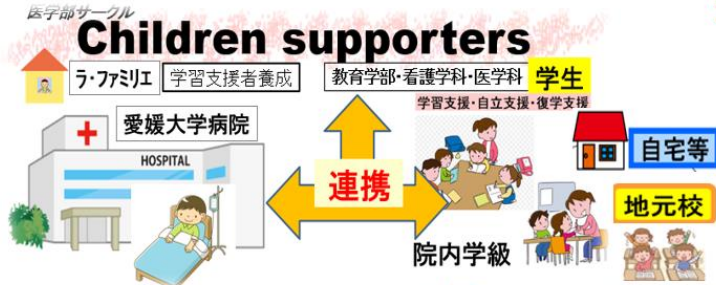 医学部サークル
Children supporters
ラ・ファミリエ 学習支援者養成 教育学部・看護学科・医学科 学生
学習支援・自立支援・復学支援
愛媛大学病院
HOSPITAL
自宅等
連携
地元校
院内学級